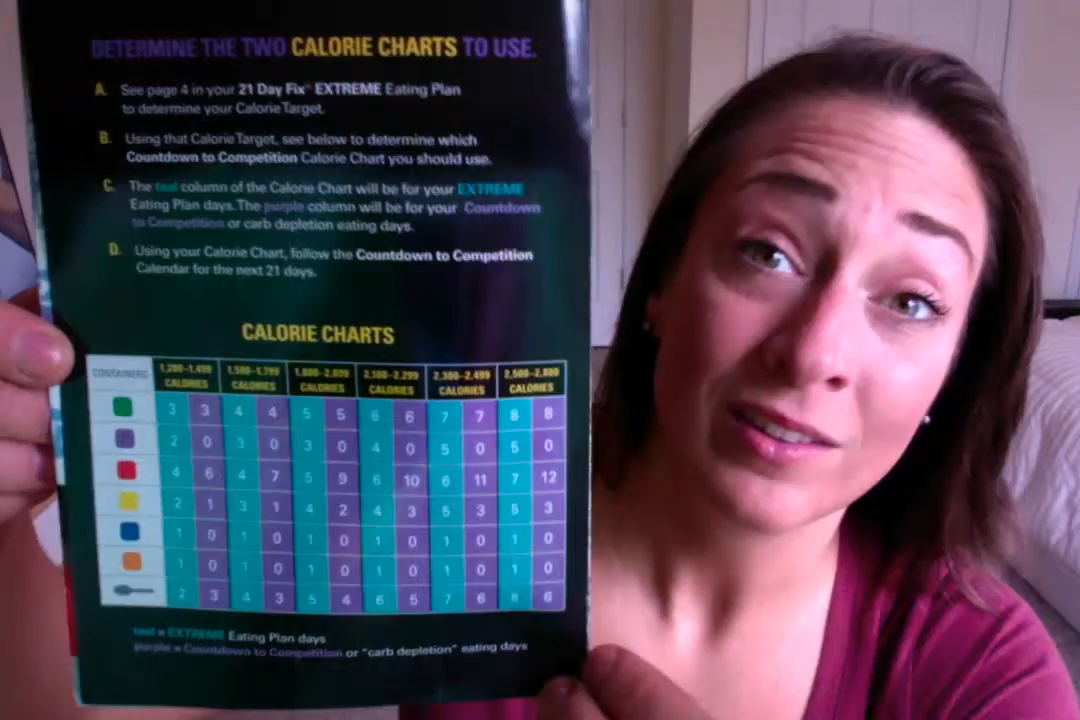 DETERMINE THE TWO CALORIE CHARTS TO USE.
A. See page 4 in your 21 Day Fix® EXTREME Eating Plan
to determine your Calorie Target.
B. Using that Calorie Target, see below to determine which
Countdown to Competition Calorie Chart you should use.
C. The teal column of the Calorie Chart will be for your EXTREME
Eating Plan days. The purple column will be for your Countdown
to Competition or carb depletion eating days.
D. Using your Calorie Chart, follow the Countdown to Competition
Calendar for the next 21 days.
CALORIE CHARTS
CONTAINERS 1,200–1,499 CALORIES 1,500–1,799 CALORIES 1,800–2,099 CALORIES 2,100–2,299 CALORIES 2,300–2,499 CALORIES 2,500–2,800 CALORIES
3 3 4 4 5 5 6 6 7 7 8 8
2 0 3 0 3 0 4 0 5 0 5 0
4 6 4 7 5 9 6 10 6 11 7 12
2 1 3 1 4 2 4 3 5 3 5 3
1 0 1 0 1 0 1 0 1 0 1 0
1 0 1 0 1 0 1 0 1 0 1 0
2 3 4 3 5 4 6 5 7 6 8 6
teal = EXTREME Eating Plan days
purple = Countdown to Competition or "carb depletion" eating days